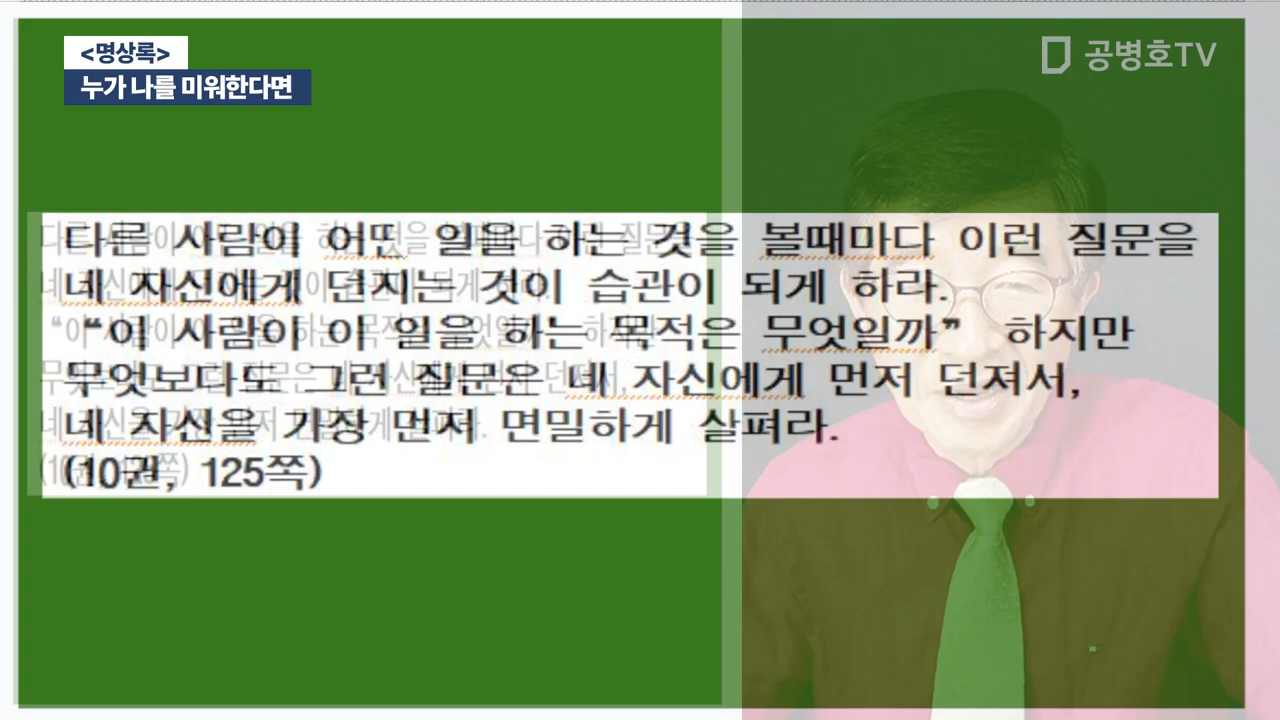 <명상록>
누가 나를 미워한다면
공병호TV
다른 사람이 어떤 일을 하는 것을 볼때마다 이런 질문을
네 자신에게 던지는 것이 습관이 되게 하라.
“이 사람이 이 일을 하는 목적은 무엇일까” 하지만
무엇보다도 그런 질문은 네 자신에게 먼저 던져서,
네 자신을 가장 먼저 면밀하게 살펴라.
(10권, 125쪽)